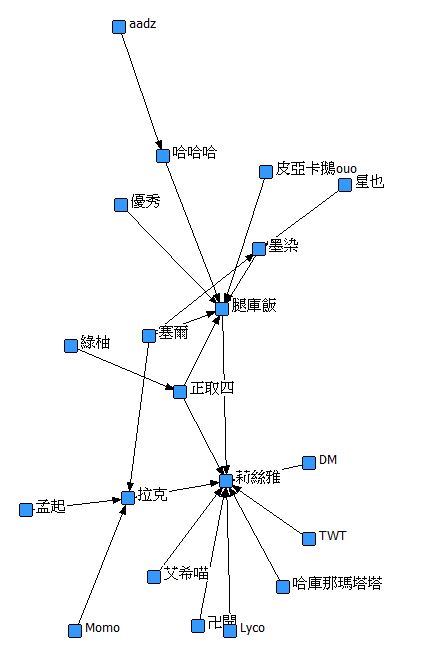 aadz
哈哈哈
皮亞卡鵝ouo
星也
優秀
墨染
腿庫飯
塞爾
綠柚
正取四
DM
莉絲雅
拉克
孟起
TWT
艾希喵
哈庫那瑪塔塔
Momo
Lyco